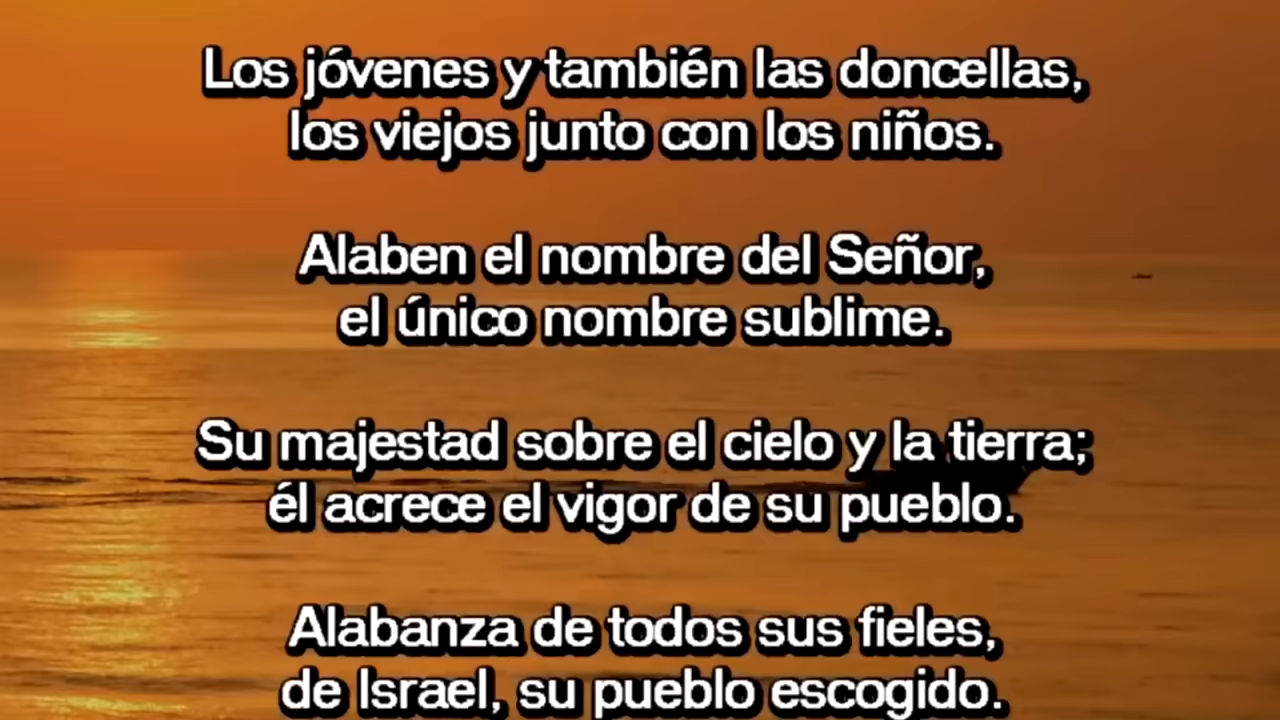 Los jóvenes y también las doncellas,
los viejos junto con los niños.
Alaben el nombre del Señor,
el único nombre sublime.
Su majestad sobre el cielo y la tierra;
él acrece el vigor de su pueblo.
Alabanza de todos sus fieles,
de Israel, su pueblo escogido.